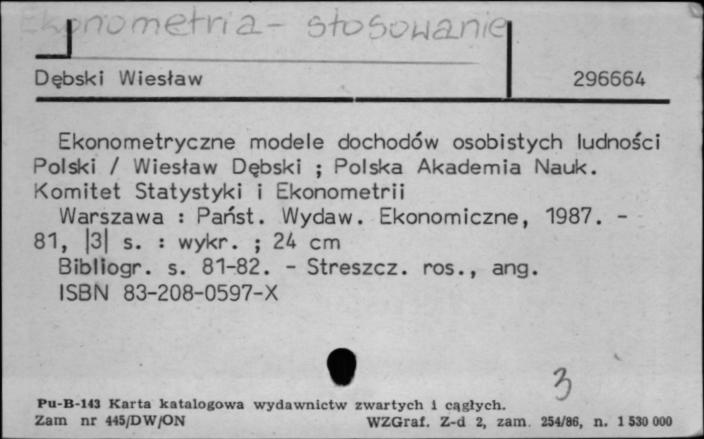 Ekonometria - stosowanie
Dębski Wiesław 296664
Ekonometryczne modele dochodów osobistych ludności
Polski / Wiesław Dębski ; Polska Akademia Nauk.
Komitet Statystyki i Ekonometrii
Warszawa : Państ. Wydaw. Ekonomiczne, 1987. -
81, |3| s. : wykr. ; 24 cm
Bibliogr. s. 81-82. - Streszcz. ros., ang.
ISBN 83-208-0597-X
3
Pu-B-143 Karta katalogowa wydawnictw zwartych i cągłych.
Zam nr 445/DW/ON WZGraf. Z-d 2, zam. 254/86, n. 1 530 000